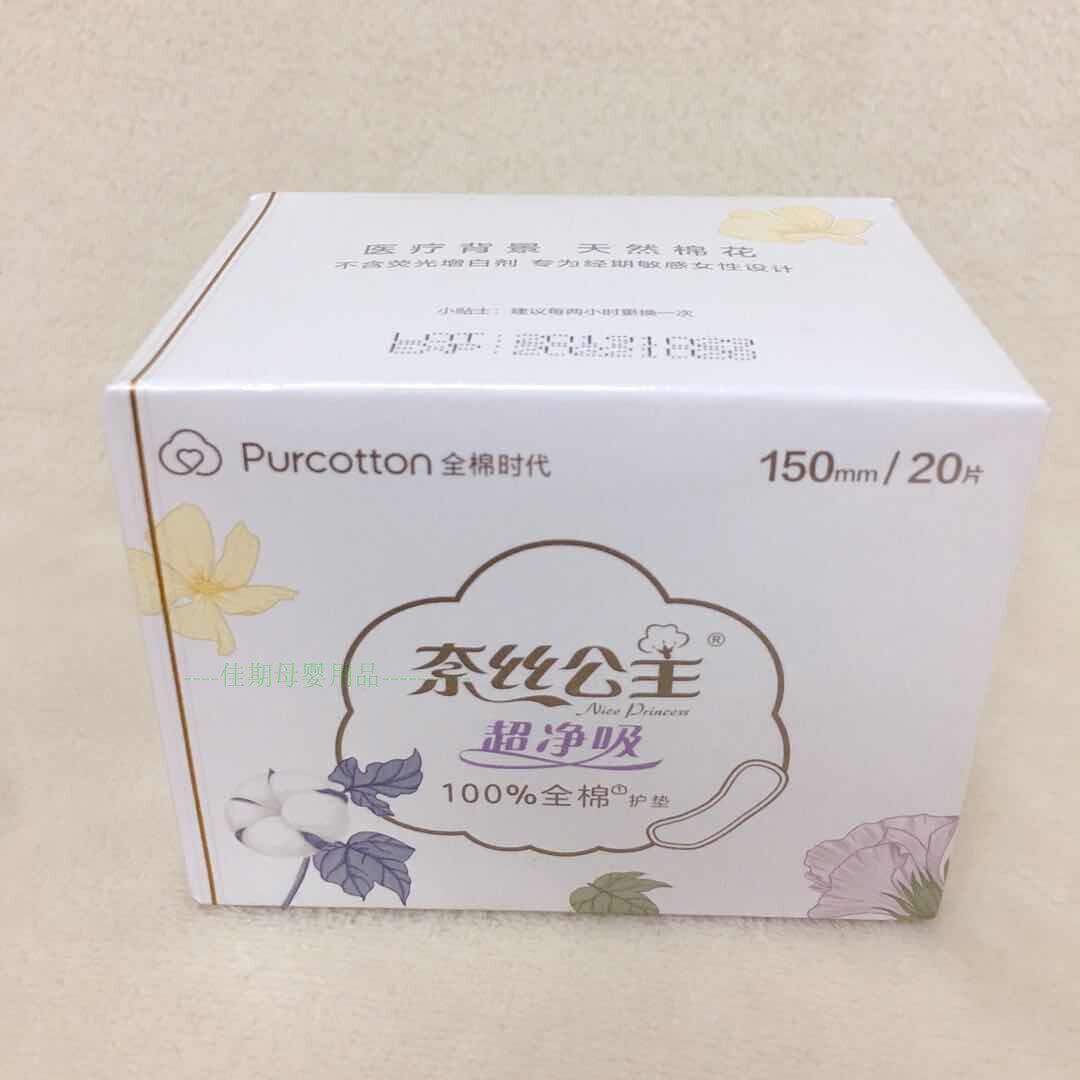 医疗背景 天然棉花
不含荧光增白剂 专为经期敏感女性设计
小贴士：建议每两小时更换一次
Purcotton 全棉时代
150mm / 20片
奈丝公主®
Nice Princess
----佳期母婴用品---------
超净吸
100%全棉①护垫